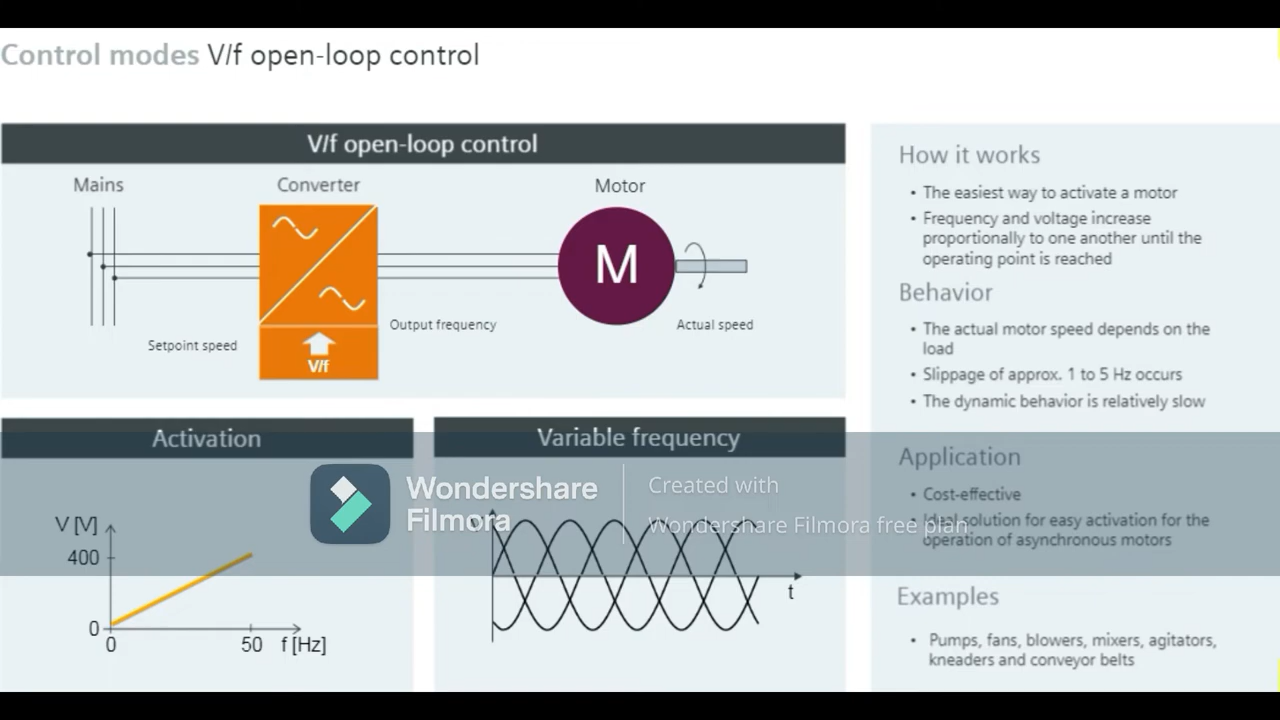 Control modes V/f open-loop control
V/f open-loop control
Mains
Converter
Motor
M
Setpoint speed
Output frequency
Actual speed
V/f
How it works
• The easiest way to activate a motor
• Frequency and voltage increase
proportionally to one another until the
operating point is reached
Behavior
• The actual motor speed depends on the
load
• Slippage of approx. 1 to 5 Hz occurs
• The dynamic behavior is relatively slow
Application
• Cost-effective
• Ideal solution for easy activation for the
operation of asynchronous motors
Examples
• Pumps, fans, blowers, mixers, agitators,
kneaders and conveyor belts
Activation
V [V]
400
0
0
50
f [Hz]
Variable frequency
t
Wondershare
Filmora
Created with
Wondershare Filmora free plan